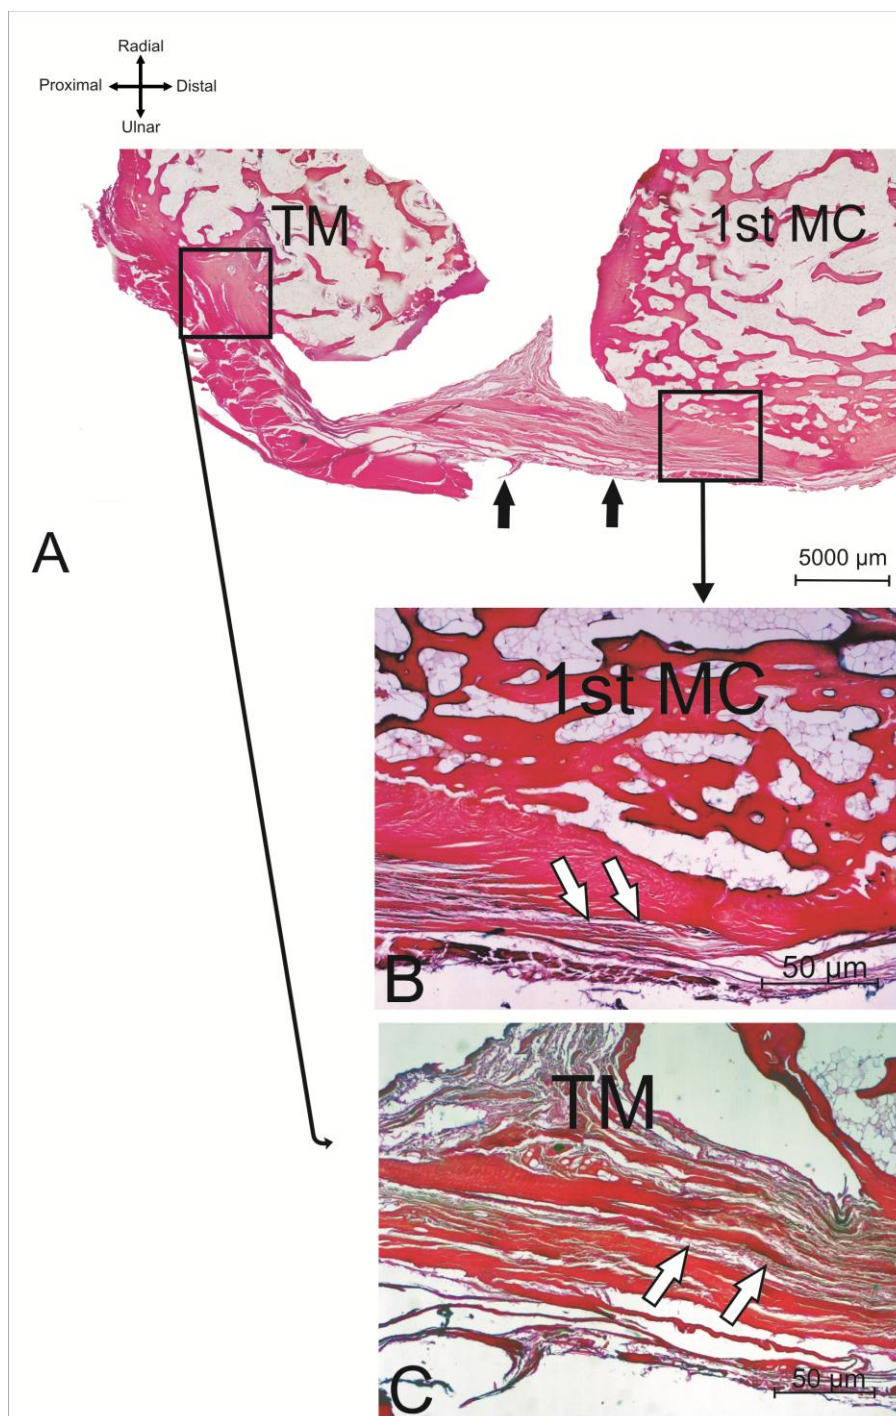 Radial
Proximal
Distal
Ulnar
TM
1st MC
A
5000 µm
1st MC
B
50 µm
TM
C
50 µm